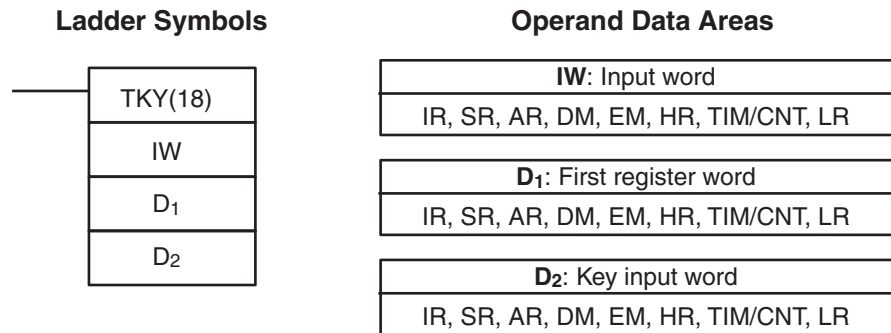 Ladder Symbols
TKY(18)
IW
D1
D2
Operand Data Areas
IW: Input word
IR, SR, AR, DM, EM, HR, TIM/CNT, LR
D1: First register word
IR, SR, AR, DM, EM, HR, TIM/CNT, LR
D2: Key input word
IR, SR, AR, DM, EM, HR, TIM/CNT, LR